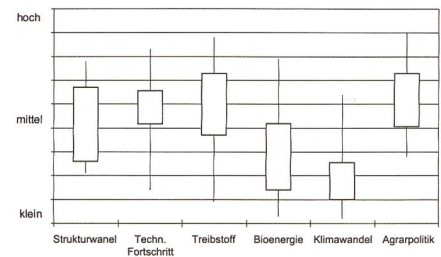 hoch
mittel
klein
Strukturwanel Techn. Treibstoff Bioenergie Klimawandel Agrarpolitik
Fortschritt